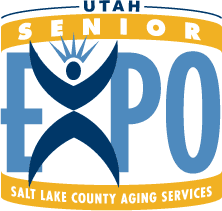 UTAH
SENIOR
EXPO
SALT LAKE COUNTY AGING SERVICES